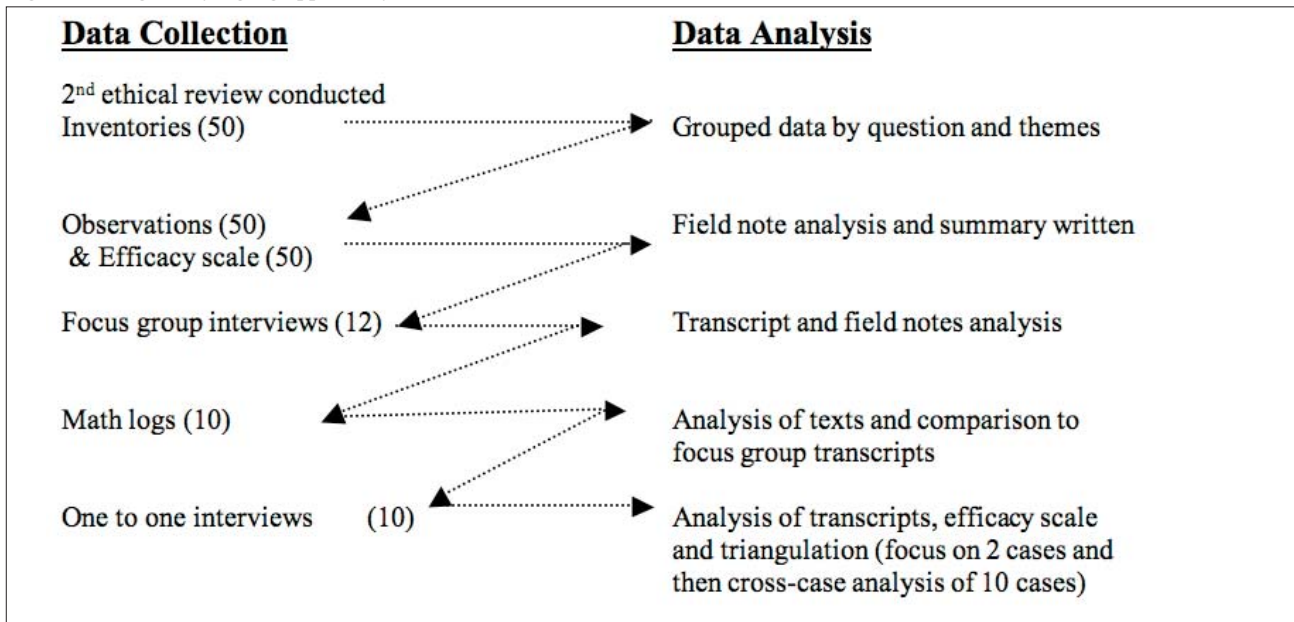 Data Collection
Data Analysis
2nd ethical review conducted
Inventories (50)
Grouped data by question and themes
Observations (50)
& Efficacy scale (50)
Field note analysis and summary written
Focus group interviews (12)
Transcript and field notes analysis
Math logs (10)
Analysis of texts and comparison to
focus group transcripts
One to one interviews (10)
Analysis of transcripts, efficacy scale
and triangulation (focus on 2 cases and
then cross-case analysis of 10 cases)